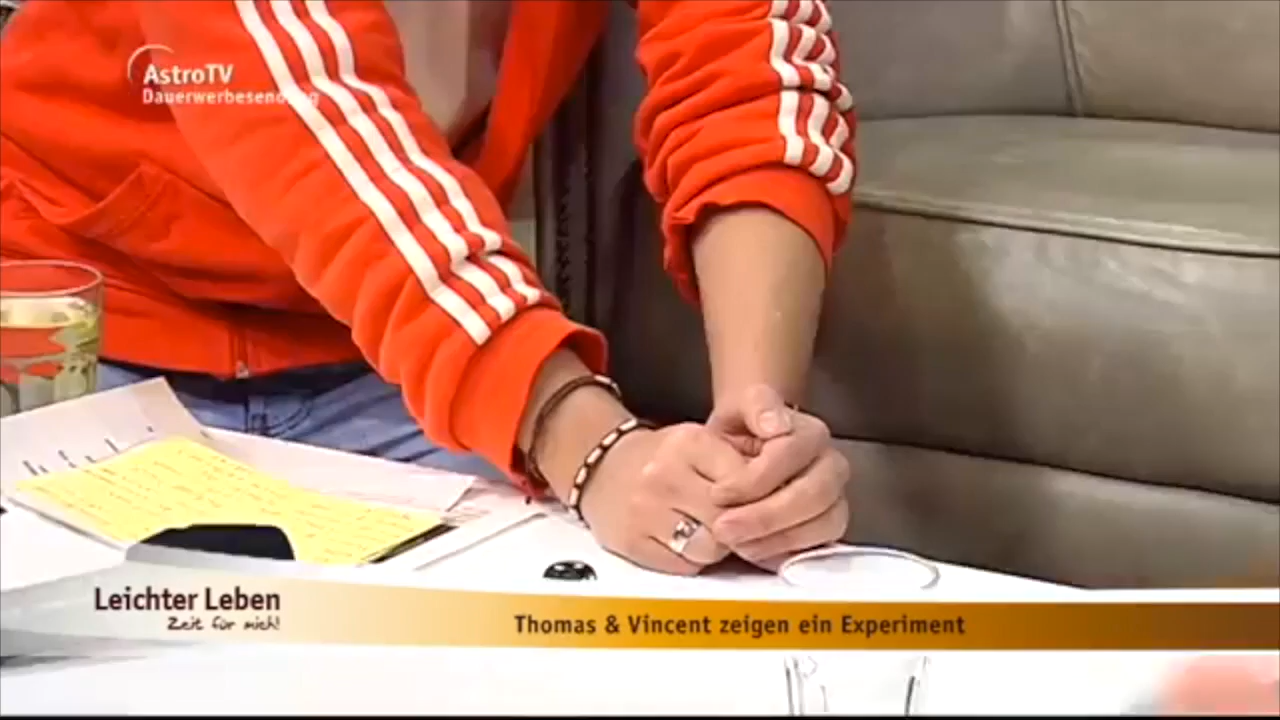 AstroTV
Dauerwerbesendung
Leichter Leben
Zeit für mich!
Thomas & Vincent zeigen ein Experiment